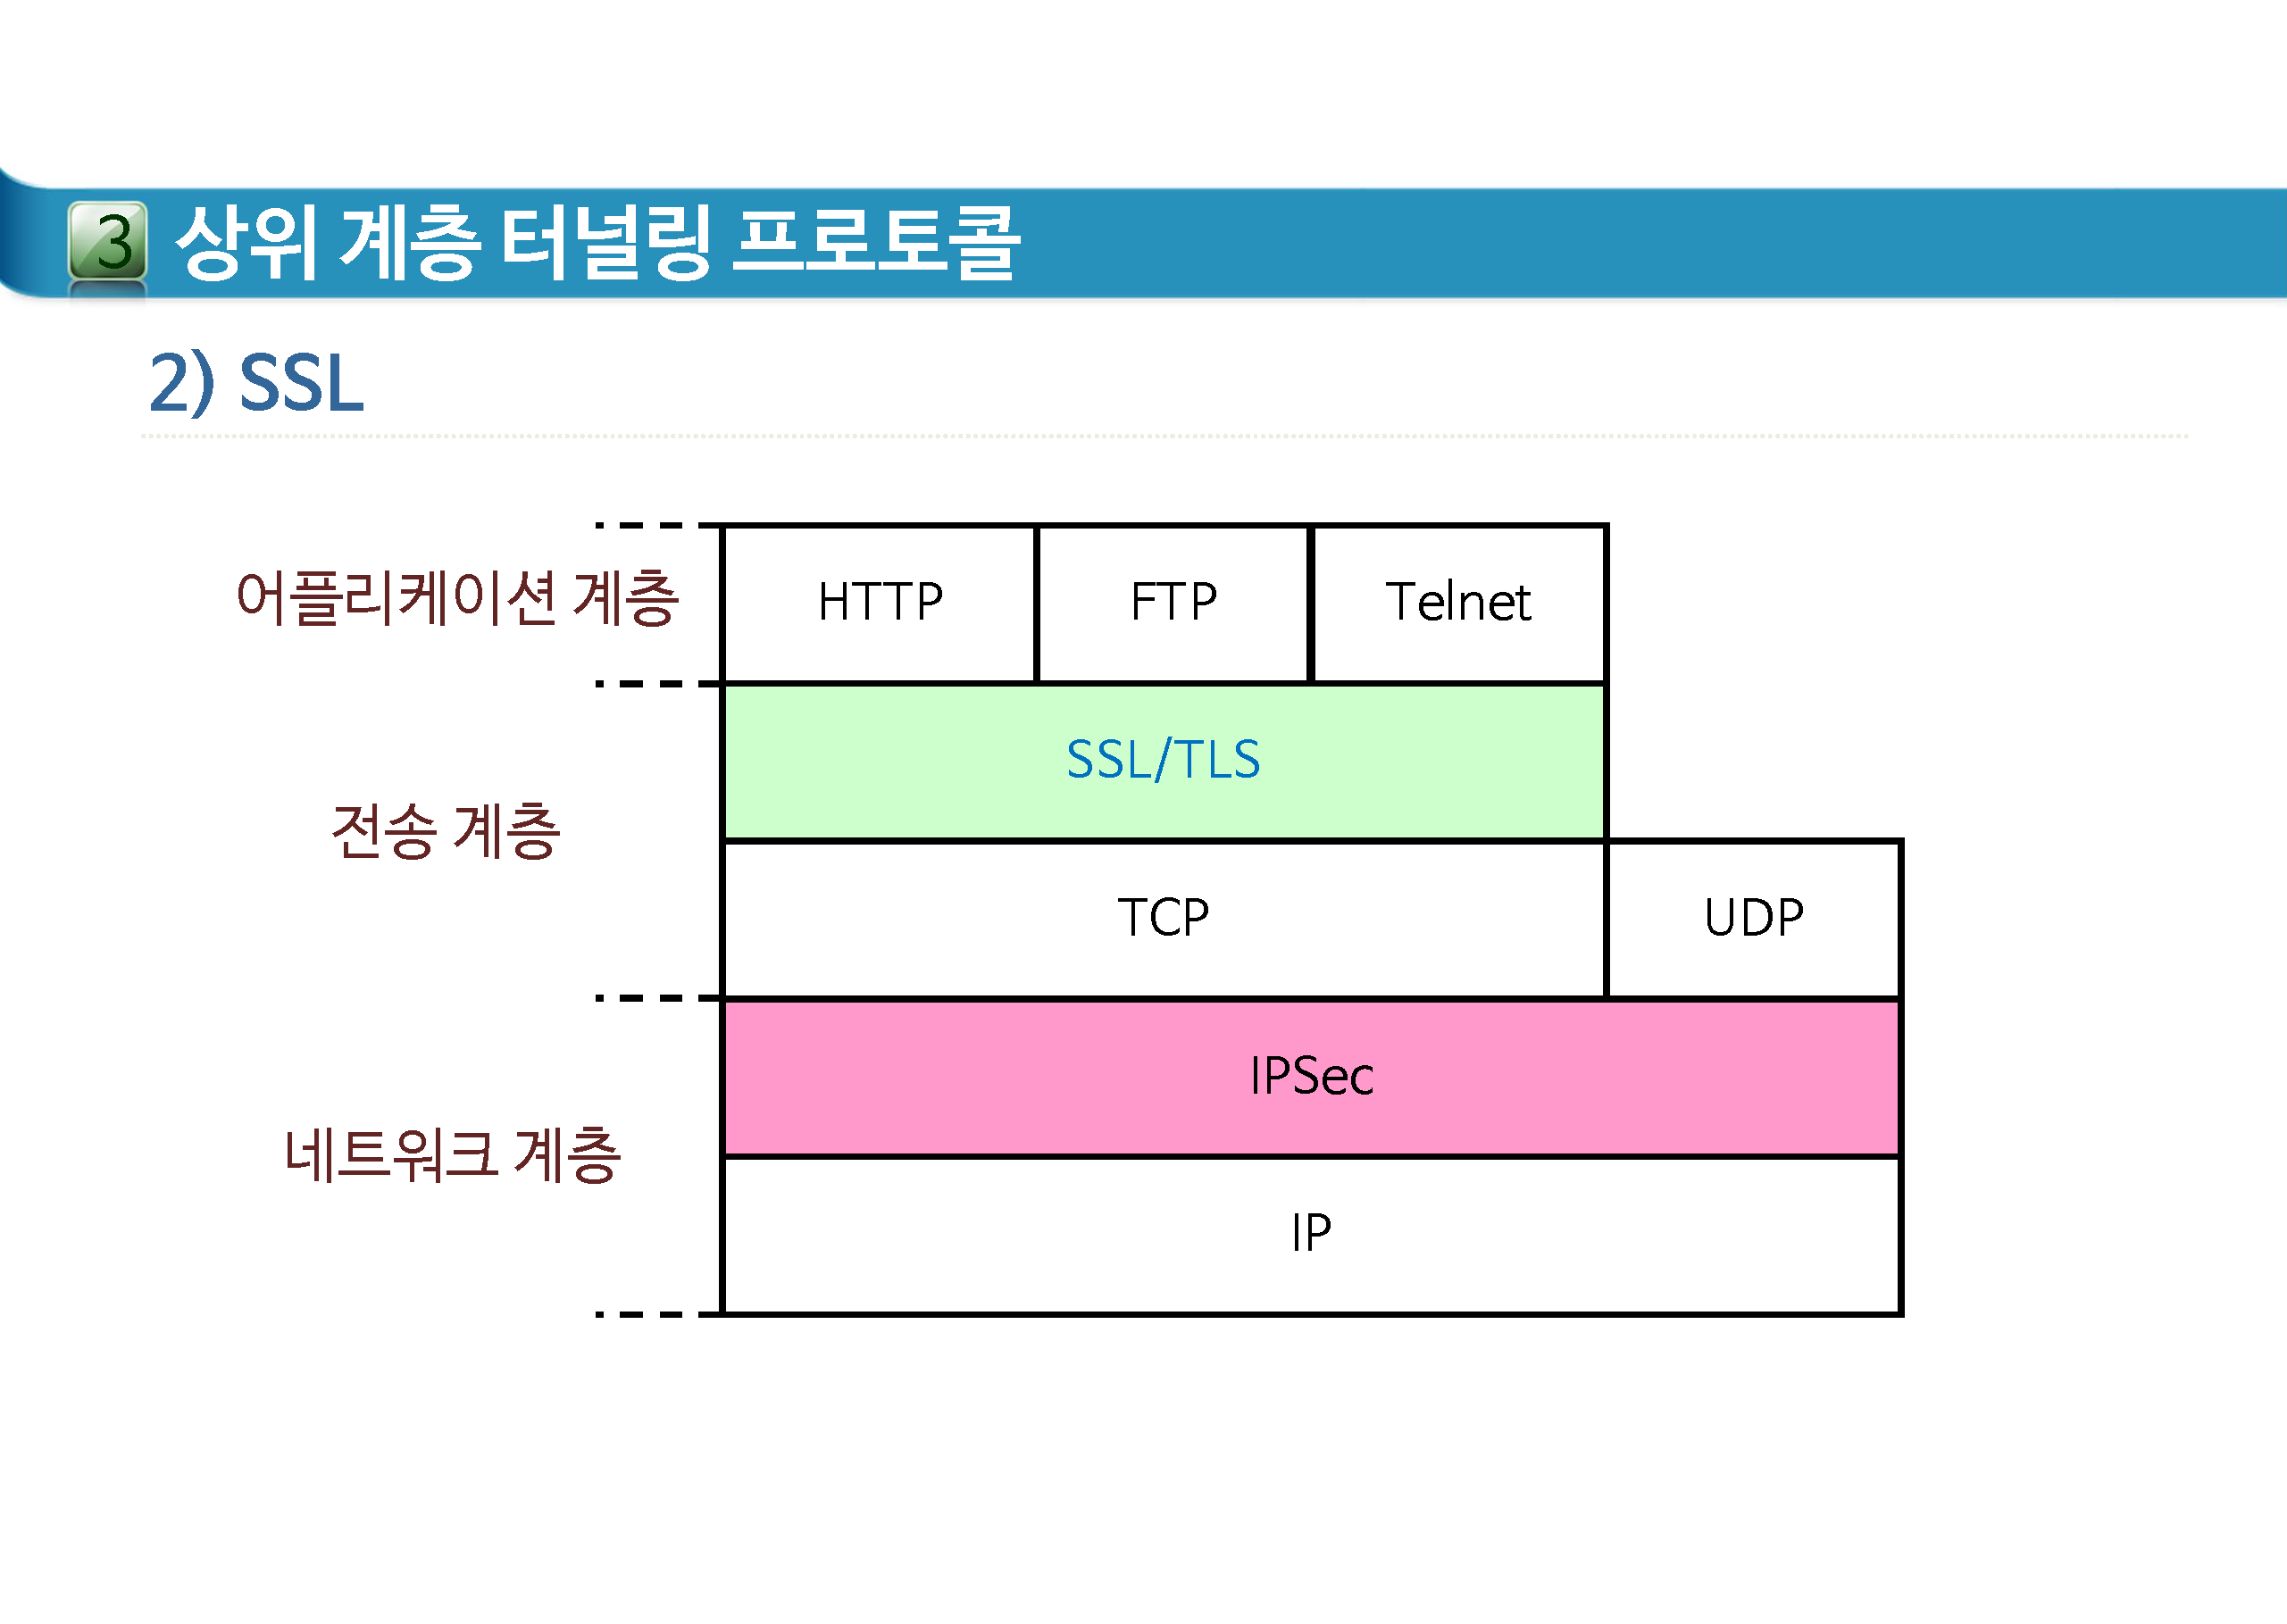 3 상위 계층 터널링 프로토콜
2) SSL
어플리케이션 계층
HTTP
FTP
Telnet
SSL/TLS
전송 계층
TCP
UDP
IPSec
네트워크 계층
IP